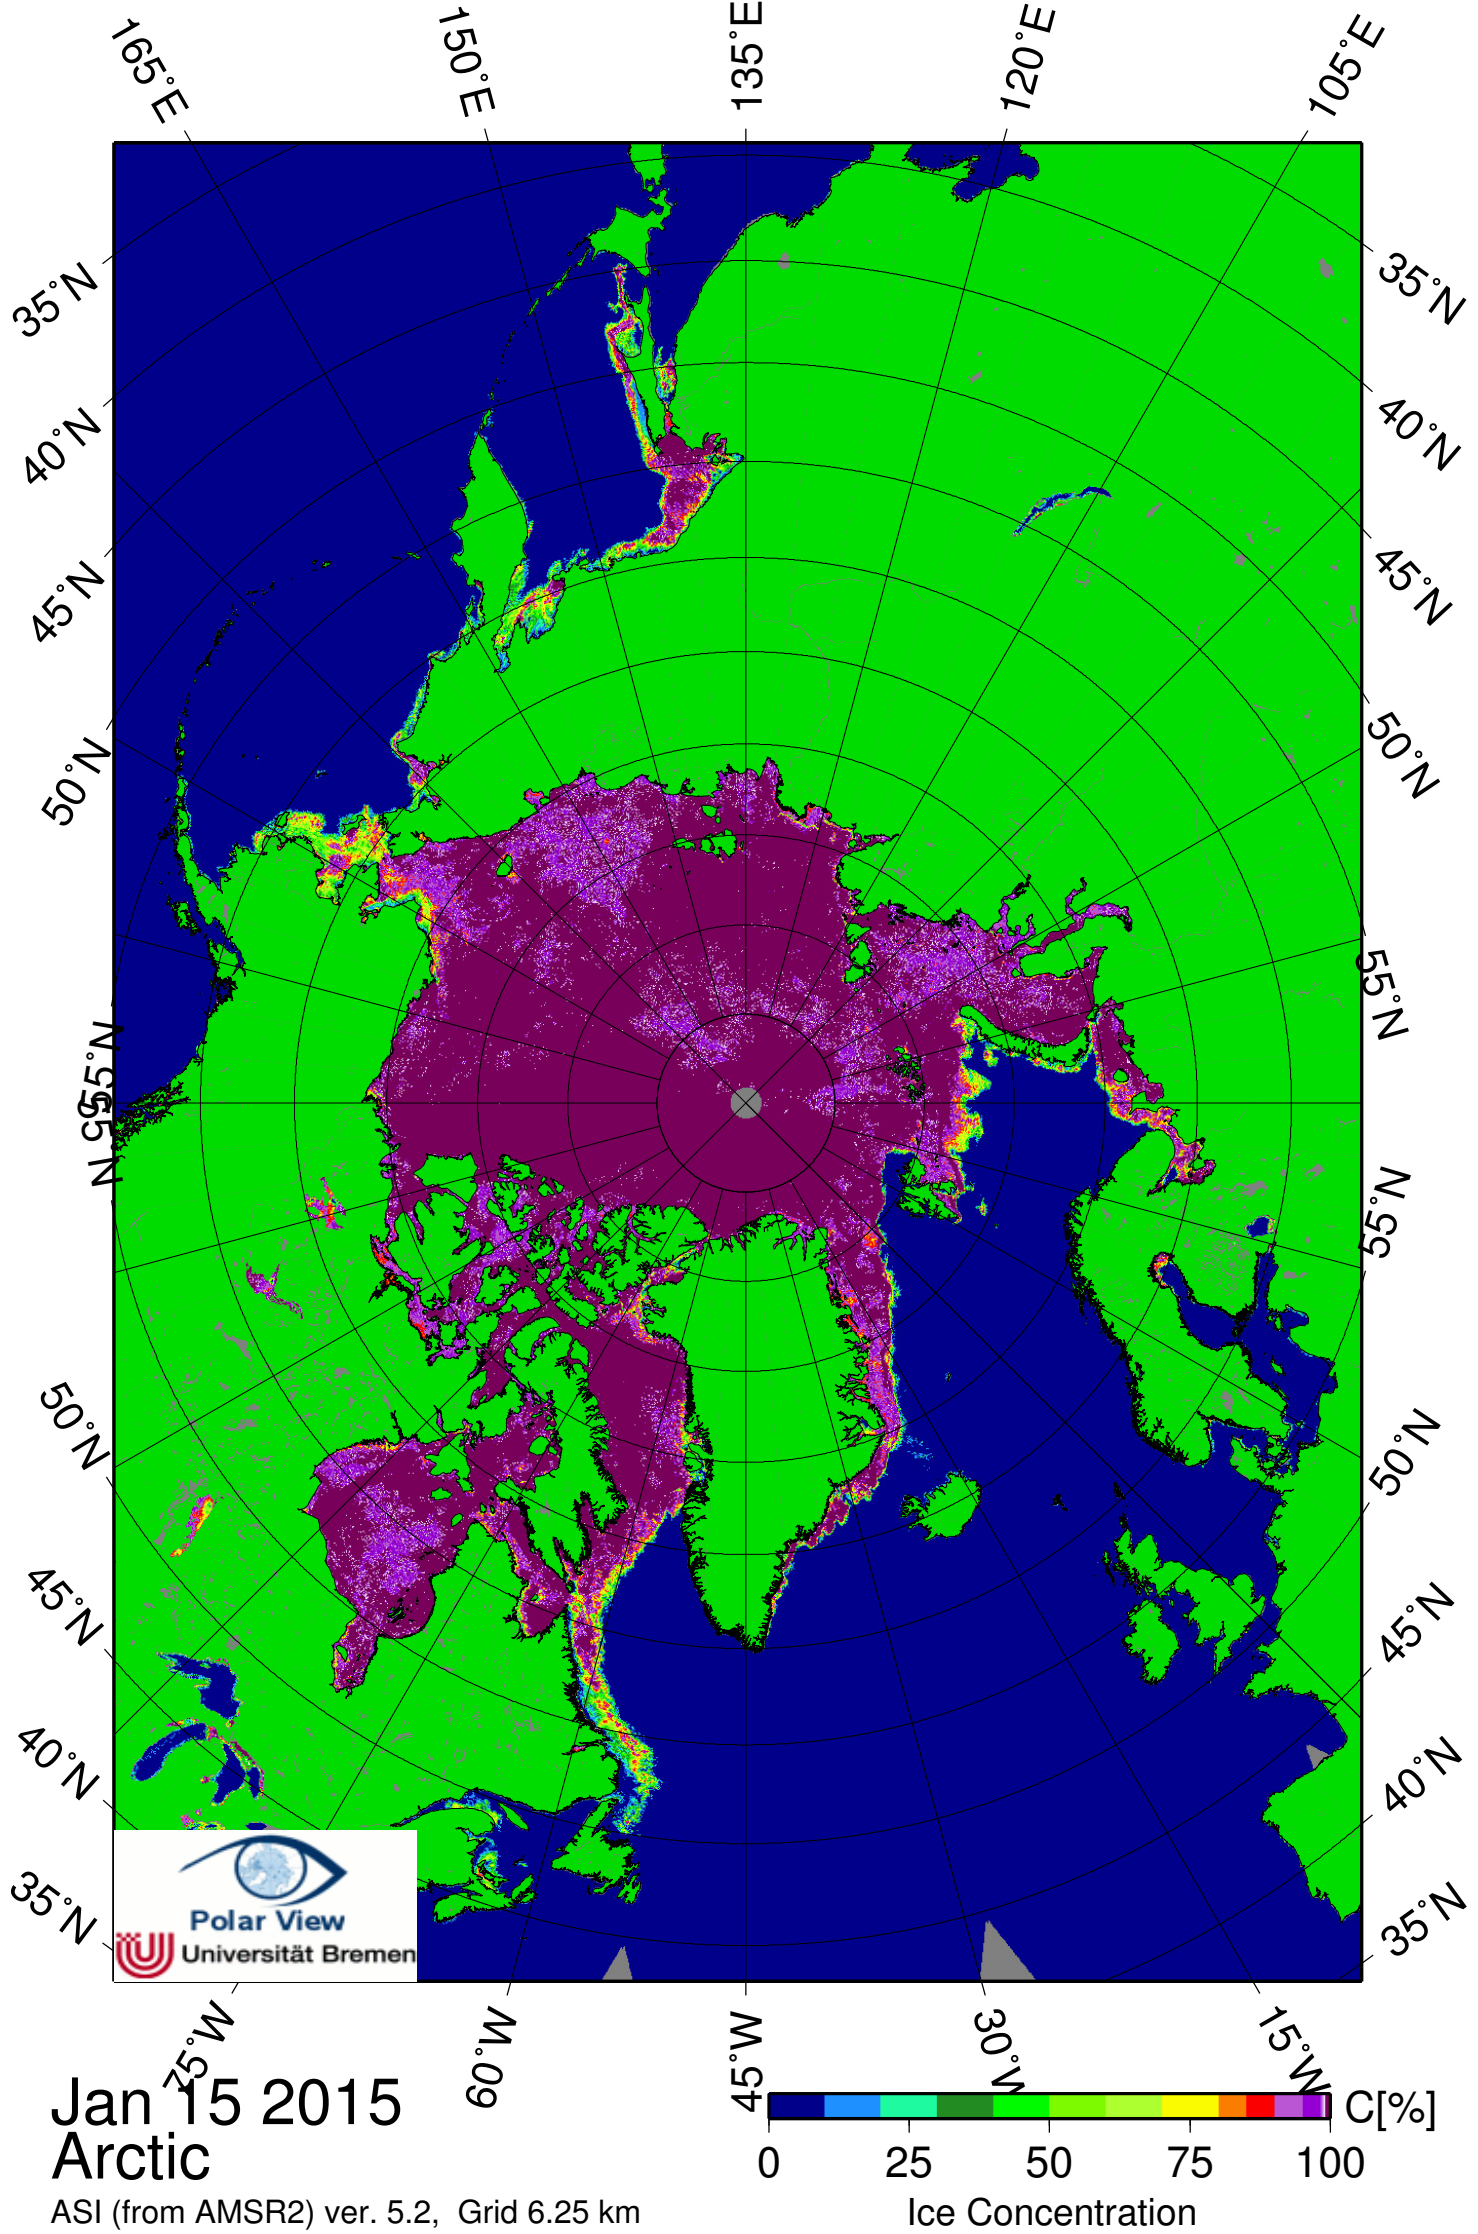 165°E 150°E 135°E 120°E 105°E
35°N 35°N
40°N 40°N
45°N 45°N
50°N 50°N
55°N 55°N
55°N 55°N
50°N 50°N
45°N 45°N
40°N 40°N
35°N 35°N
Polar View
Universität Bremen
75°W 60°W 45°W 30°W 15°W
Jan 15 2015
Arctic
ASI (from AMSR2) ver. 5.2, Grid 6.25 km
C[%]
0 25 50 75 100
Ice Concentration